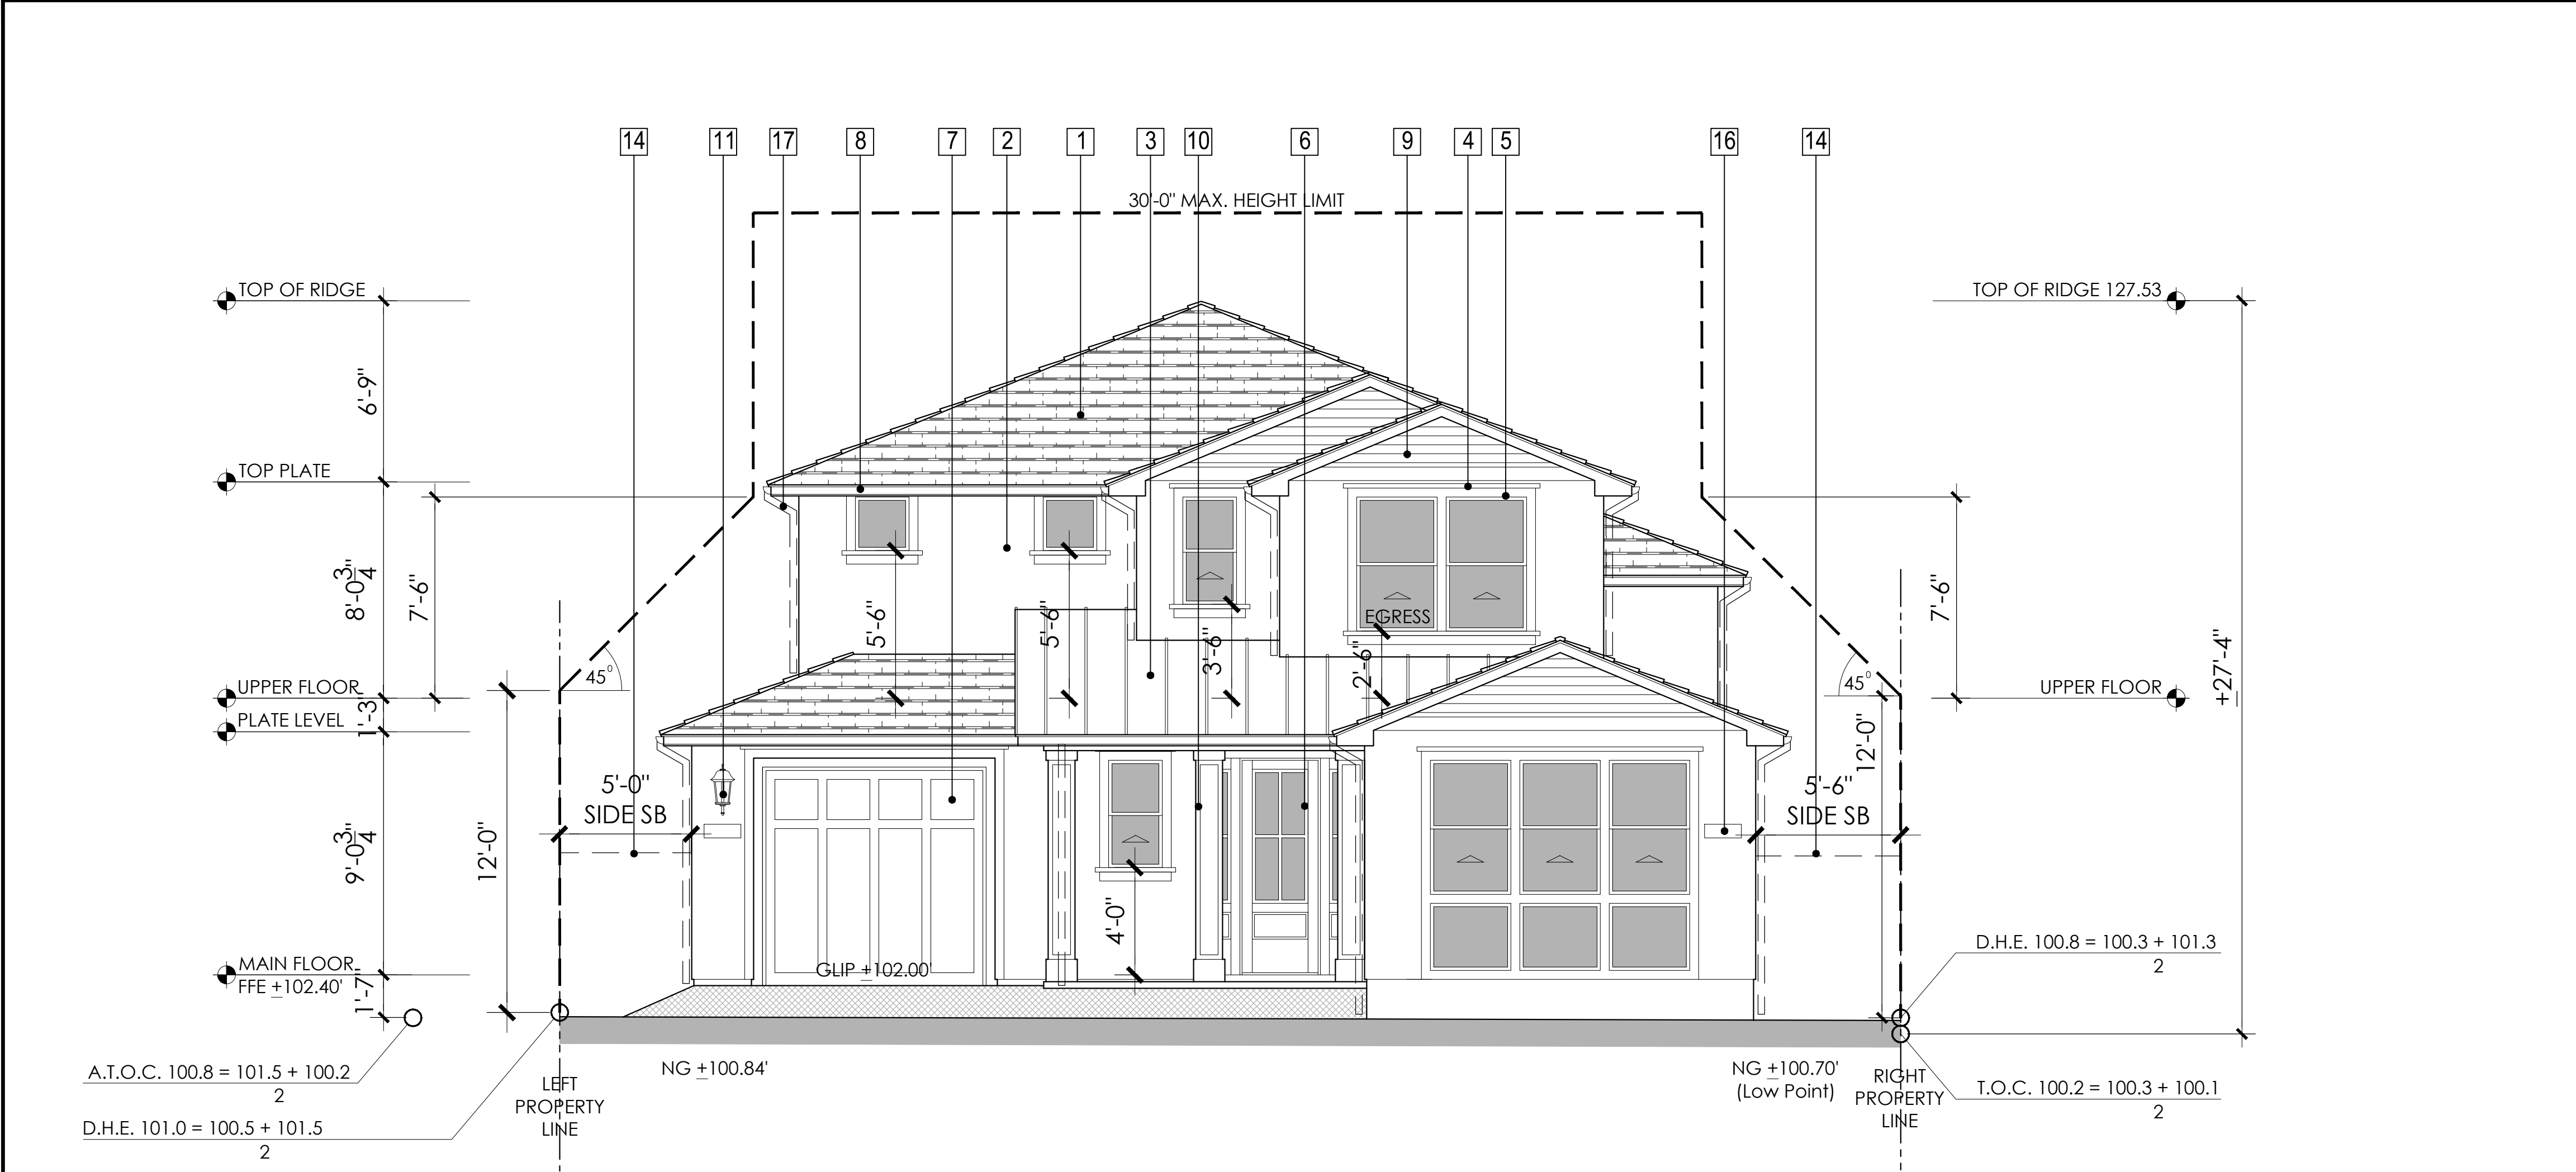 14 11 17 8 7 2 1 3 10 6 9 4 5 16 14
30'-0" MAX. HEIGHT LIMIT
TOP OF RIDGE
TOP OF RIDGE 127.53
6'-9"
TOP PLATE
8'-0 3/4"
7'-6"
7'-6"
+27'-4"
5'-6"
5'-6"
3'-6"
EGRESS
2'-6"
45°
45°
UPPER FLOOR
UPPER FLOOR
1'-3"
PLATE LEVEL
9'-0 3/4"
12'-0"
12'-0"
5'-0"
SIDE SB
5'-6"
SIDE SB
4'-0"
MAIN FLOOR
FFE ±102.40'
GLIP ±102.00'
1'-7"
D.H.E. 100.8 = 100.3 + 101.3
2
NG ±100.84'
NG ±100.70'
(Low Point)
A.T.O.C. 100.8 = 101.5 + 100.2
2
LEFT
PROPERTY
LINE
RIGHT
PROPERTY
LINE
T.O.C. 100.2 = 100.3 + 100.1
2
D.H.E. 101.0 = 100.5 + 101.5
2